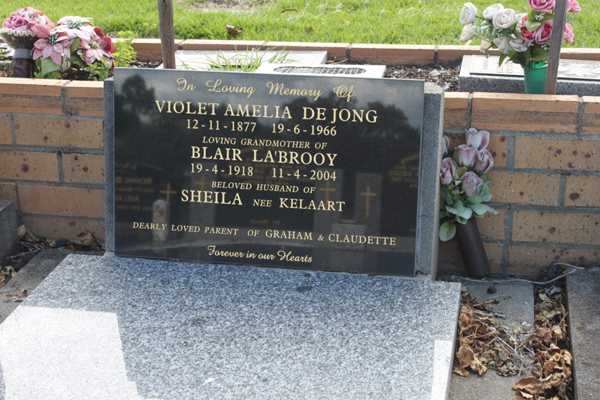 In Loving Memory Of
VIOLET AMELIA DE JONG
12-11-1877 19-6-1966
LOVING GRANDMOTHER OF
BLAIR LA'BROOY
19-4-1918 11-4-2004
BELOVED HUSBAND OF
SHEILA NEE KELAART
DEARLY LOVED PARENT OF GRAHAM & CLAUDETTE
Forever in our Hearts